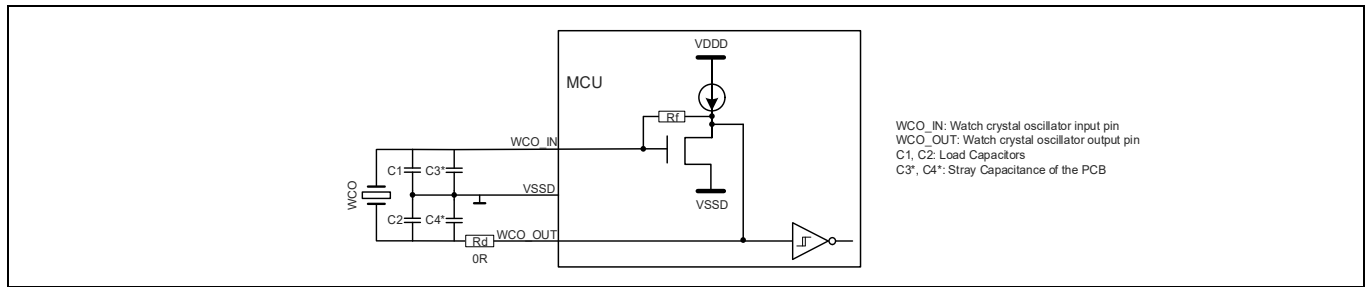 VDDD
MCU
Rf
WCO_IN
C1
C3*
VSSD
WCO
VSSD
C2
C4*
Rd
WCO_OUT
0R
WCO_IN: Watch crystal oscillator input pin
WCO_OUT: Watch crystal oscillator output pin
C1, C2: Load Capacitors
C3*, C4*: Stray Capacitance of the PCB